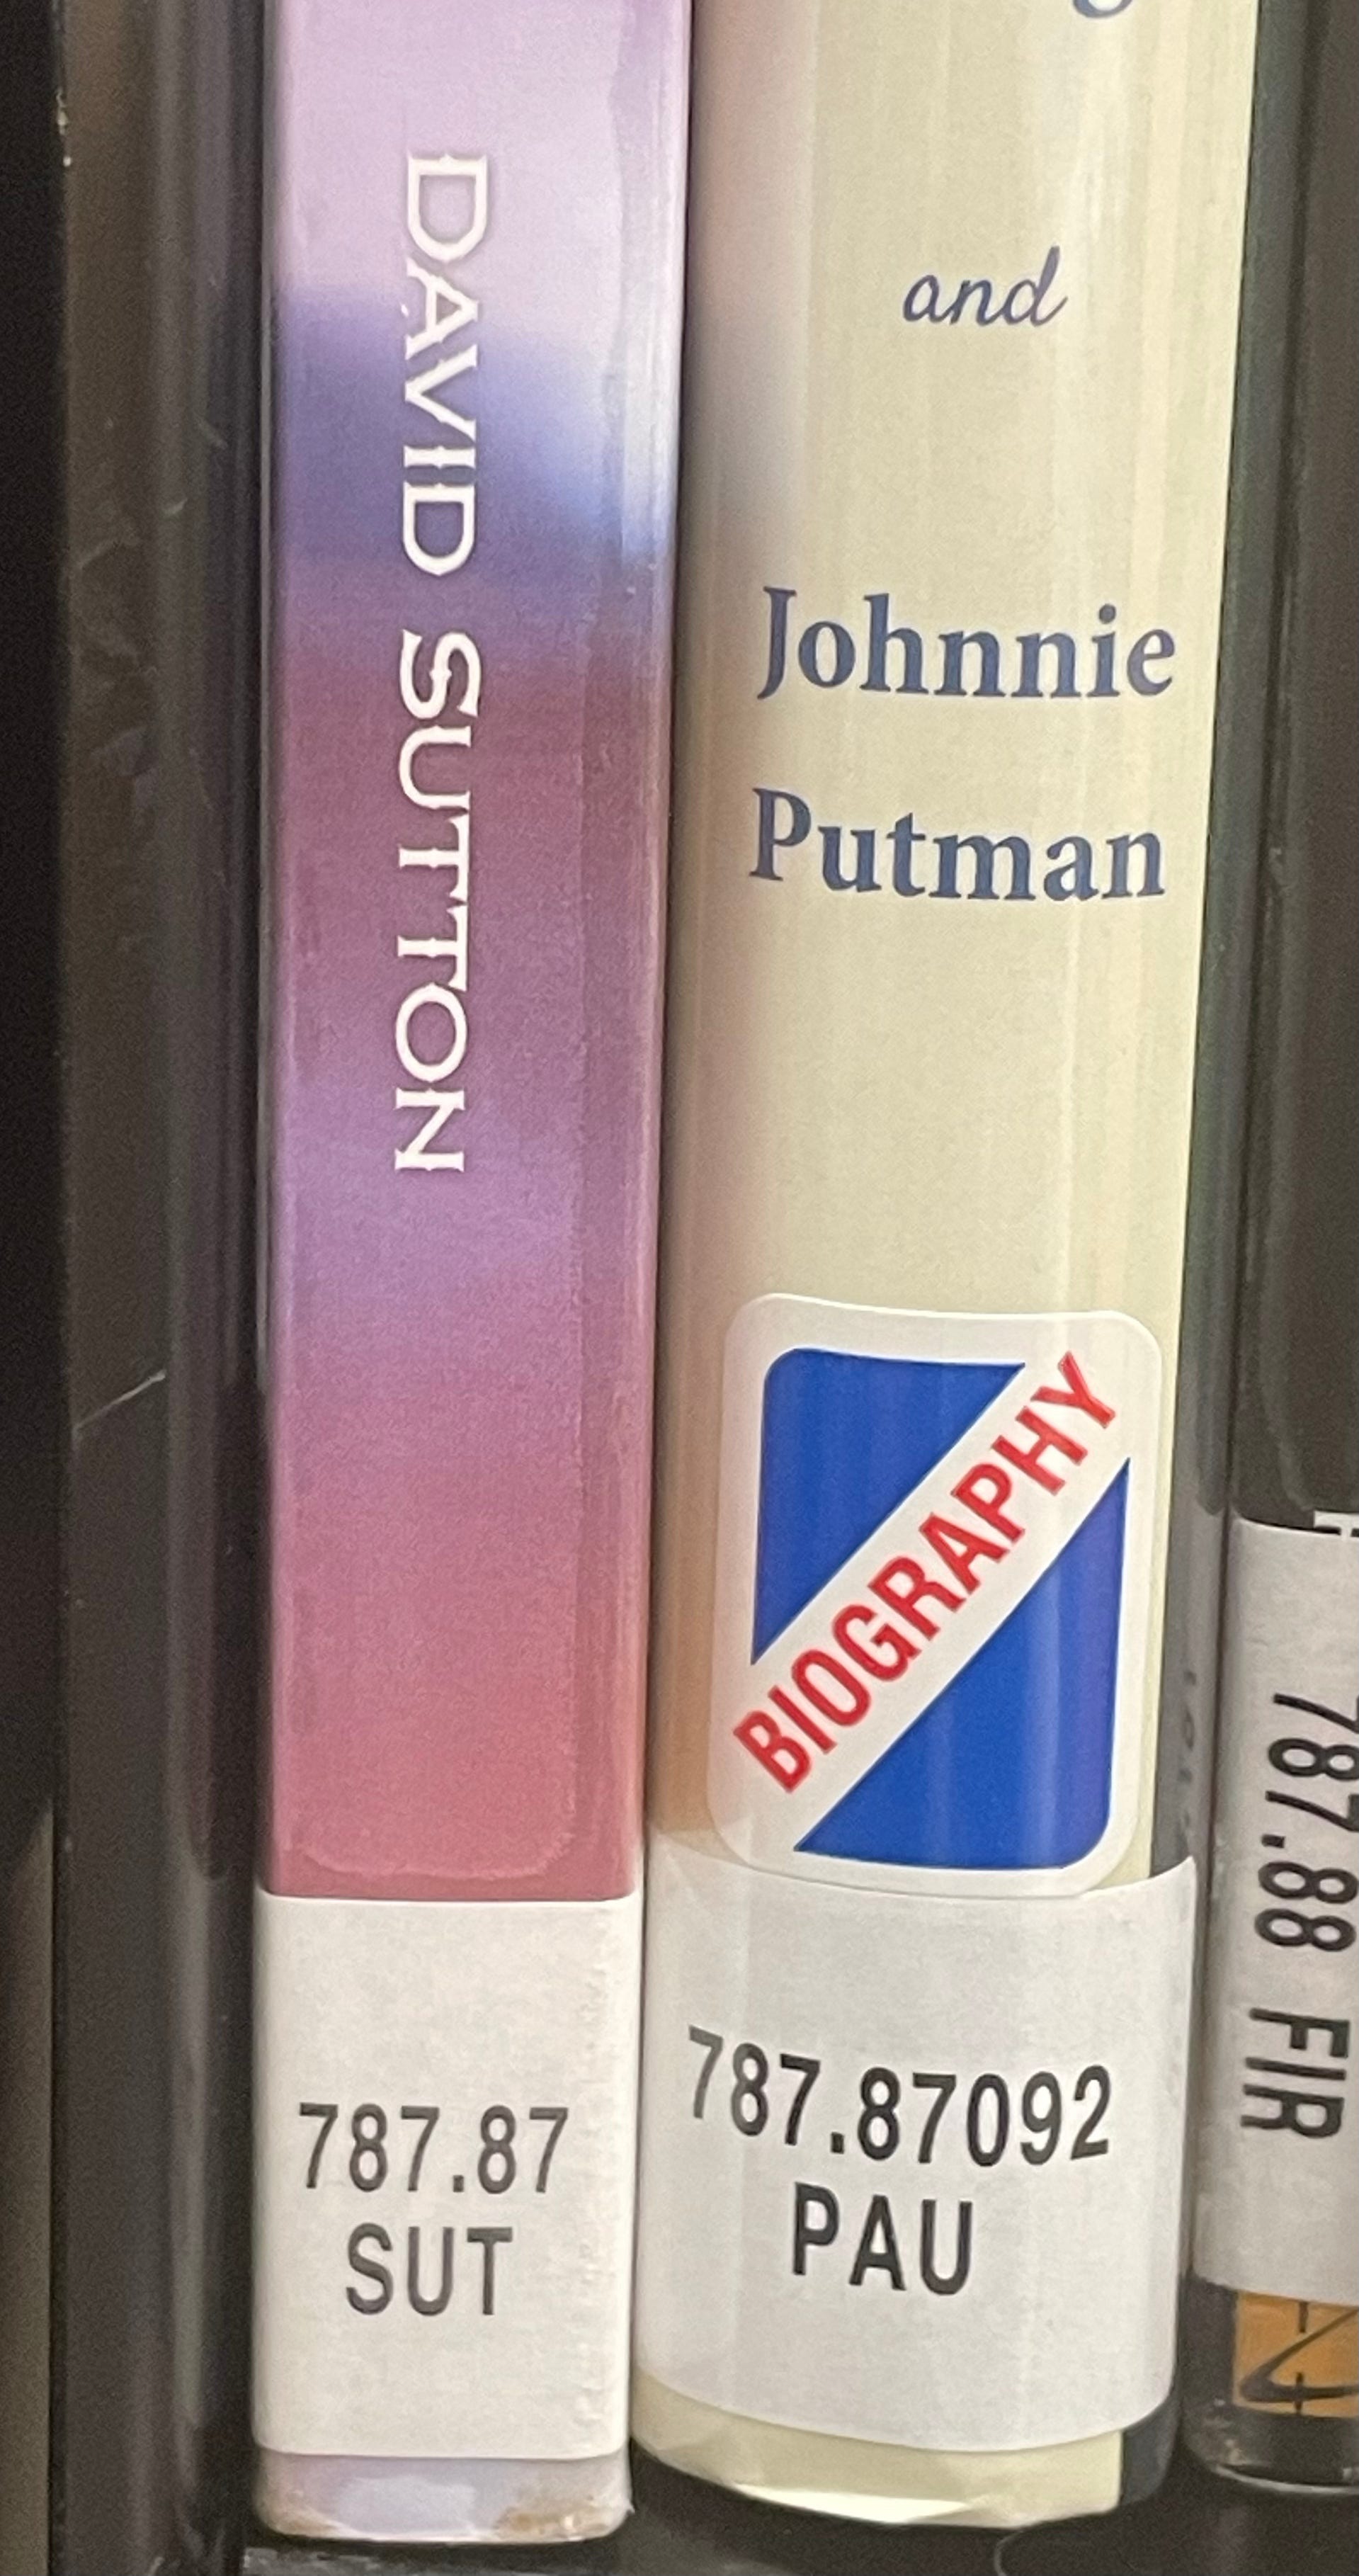 DAVID SUTTON
787.87
SUT
and
Johnnie
Putman
BIOGRAPHY
787.87092
PAU
787.88 FIR